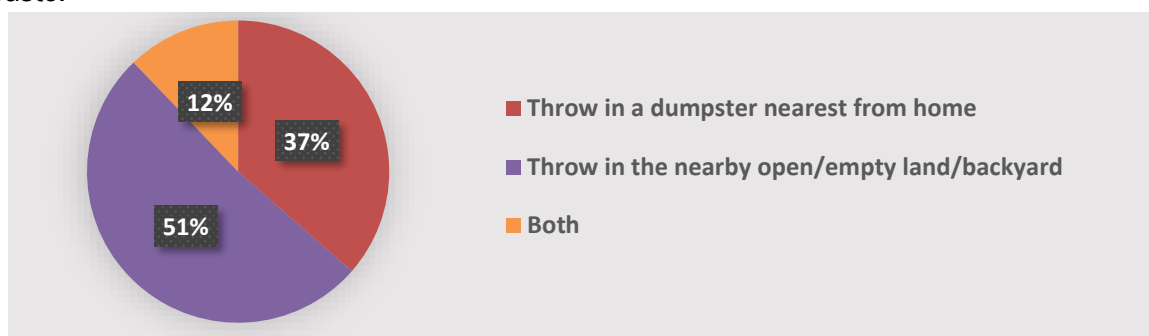 12%
37%
51%
Throw in a dumpster nearest from home
Throw in the nearby open/empty land/backyard
Both